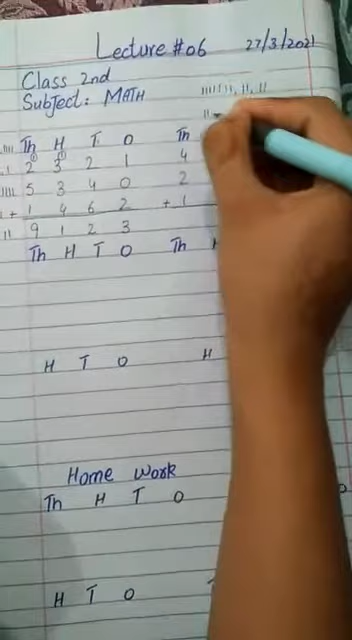 Lecture #06 27/3/2021
Class 2nd
Subject: MATH
Th H T O Th
2 3 2 1 4
5 3 4 0 2
+ 1 4 6 2 + 1
9 1 2 3
Th H T O Th H
H T O H
Home Work
Th H T O
H T O